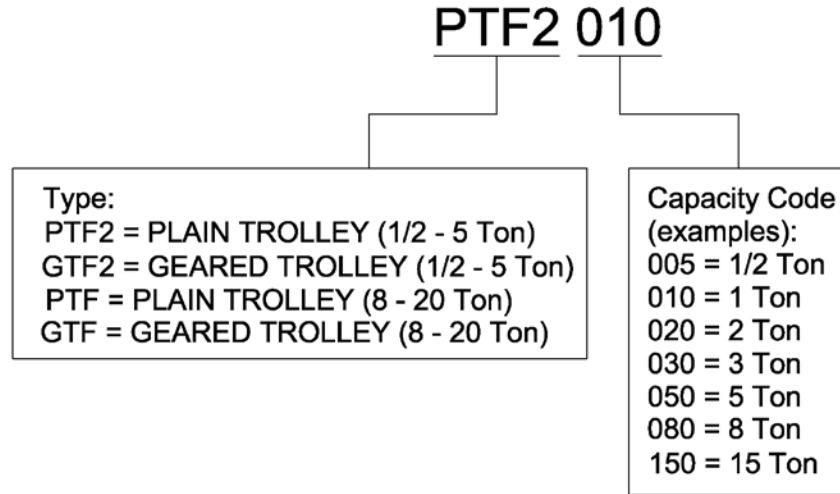 PTF2 010
Type:
PTF2 = PLAIN TROLLEY (1/2 - 5 Ton)
GTF2 = GEARED TROLLEY (1/2 - 5 Ton)
PTF = PLAIN TROLLEY (8 - 20 Ton)
GTF = GEARED TROLLEY (8 - 20 Ton)
Capacity Code
(examples):
005 = 1/2 Ton
010 = 1 Ton
020 = 2 Ton
030 = 3 Ton
050 = 5 Ton
080 = 8 Ton
150 = 15 Ton